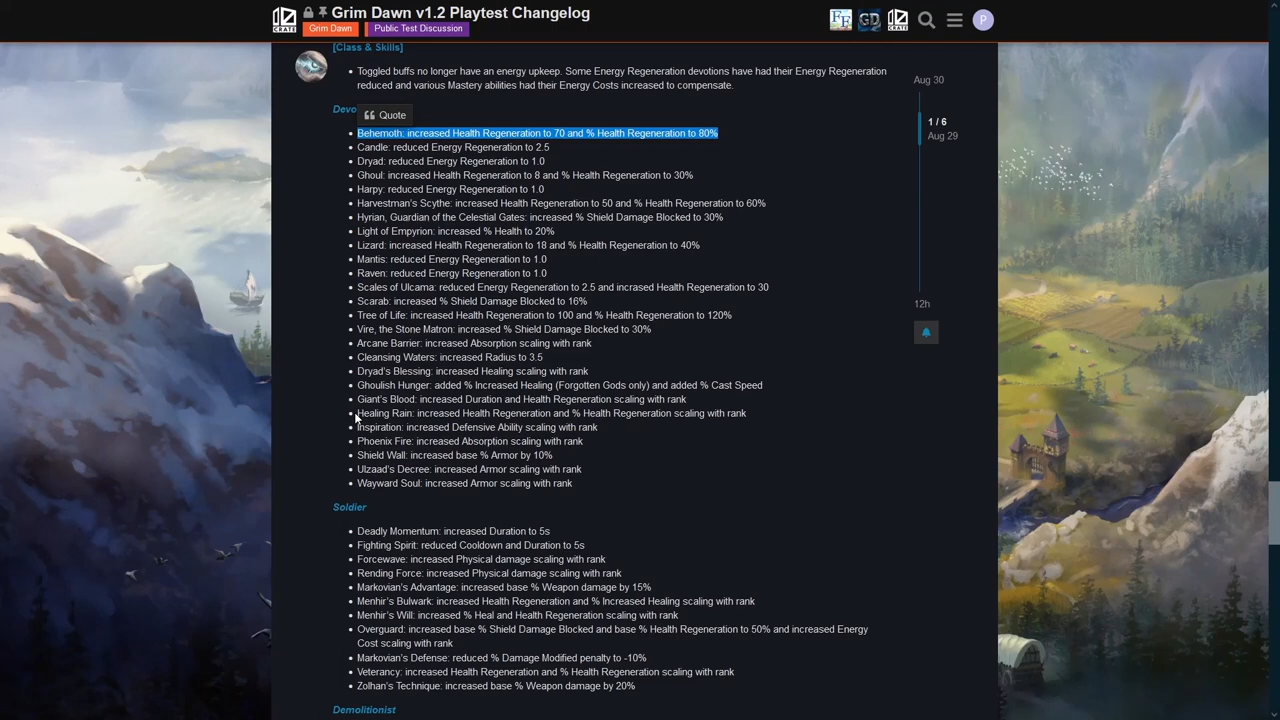 Grim Dawn v1.2 Playtest Changelog
CRATE
Grim Dawn
Public Test Discussion
FF
GD
CRATE
P
[Class & Skills]
Toggled buffs no longer have an energy upkeep. Some Energy Regeneration devotions have had their Energy Regeneration
reduced and various Mastery abilities had their Energy Costs increased to compensate.
Aug 30
Devo
Quote
1 / 6
Aug 29
Behemoth: increased Health Regeneration to 70 and % Health Regeneration to 80%
Candle: reduced Energy Regeneration to 2.5
Dryad: reduced Energy Regeneration to 1.0
Ghoul: increased Health Regeneration to 8 and % Health Regeneration to 30%
Harpy: reduced Energy Regeneration to 1.0
Harvestman's Scythe: increased Health Regeneration to 50 and % Health Regeneration to 60%
Hyrian, Guardian of the Celestial Gates: increased % Shield Damage Blocked to 30%
Light of Empyrion: increased % Health to 20%
Lizard: increased Health Regeneration to 18 and % Health Regeneration to 40%
Mantis: reduced Energy Regeneration to 1.0
Raven: reduced Energy Regeneration to 1.0
Scales of Ulcama: reduced Energy Regeneration to 2.5 and incrased Health Regeneration to 30
Scarab: increased % Shield Damage Blocked to 16%
12h
Tree of Life: increased Health Regeneration to 100 and % Health Regeneration to 120%
Vire, the Stone Matron: increased % Shield Damage Blocked to 30%
Arcane Barrier: increased Absorption scaling with rank
Cleansing Waters: increased Radius to 3.5
Dryad's Blessing: increased Healing scaling with rank
Ghoulish Hunger: added % Increased Healing (Forgotten Gods only) and added % Cast Speed
Giant's Blood: increased Duration and Health Regeneration scaling with rank
Healing Rain: increased Health Regeneration and % Health Regeneration scaling with rank
Inspiration: increased Defensive Ability scaling with rank
Phoenix Fire: increased Absorption scaling with rank
Shield Wall: increased base % Armor by 10%
Ulzaad's Decree: increased Armor scaling with rank
Wayward Soul: increased Armor scaling with rank
Soldier
Deadly Momentum: increased Duration to 5s
Fighting Spirit: reduced Cooldown and Duration to 5s
Forcewave: increased Physical damage scaling with rank
Rending Force: increased Physical damage scaling with rank
Markovian's Advantage: increased base % Weapon damage by 15%
Menhir's Bulwark: increased Health Regeneration and % Increased Healing scaling with rank
Menhir's Will: increased % Heal and Health Regeneration scaling with rank
Overguard: increased base % Shield Damage Blocked and base % Health Regeneration to 50% and increased Energy
Cost scaling with rank
Markovian's Defense: reduced % Damage Modified penalty to -10%
Veterancy: increased Health Regeneration and % Health Regeneration scaling with rank
Zolhan's Technique: increased base % Weapon damage by 20%
Demolitionist